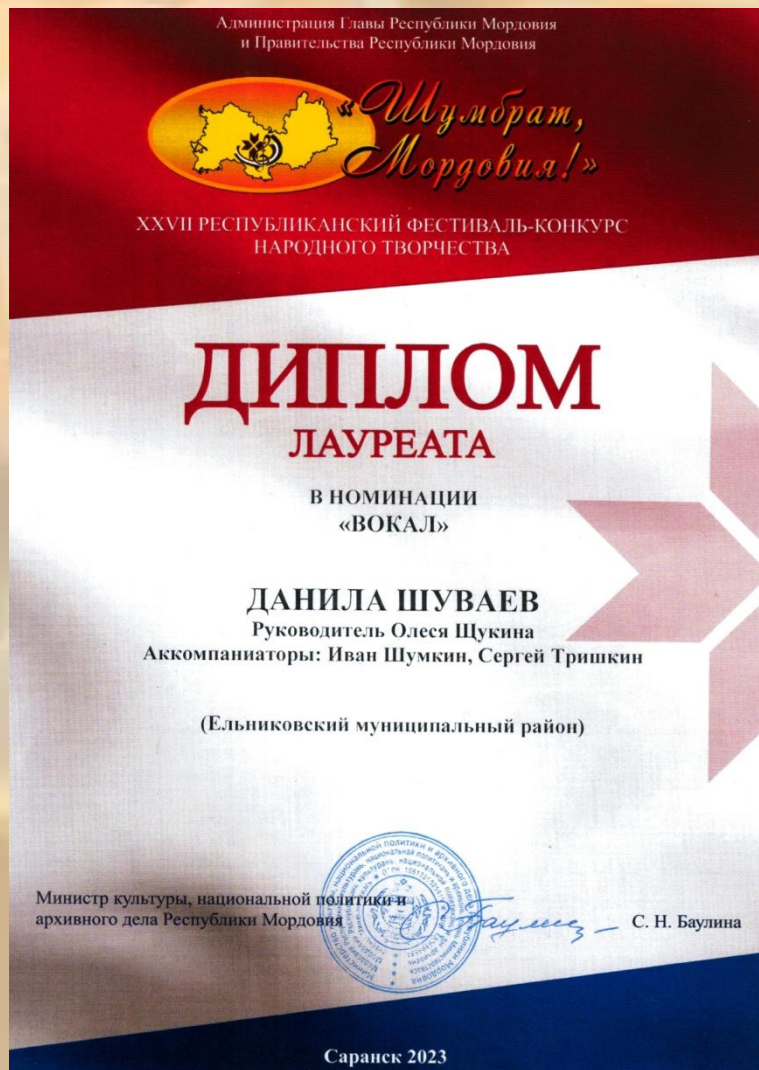 Администрация Главы Республики Мордовия
и Правительства Республики Мордовия
«Шумбрат,
Мордовия!»
XXVII РЕСПУБЛИКАНСКИЙ ФЕСТИВАЛЬ-КОНКУРС
НАРОДНОГО ТВОРЧЕСТВА
ДИПЛОМ
ЛАУРЕАТА
В НОМИНАЦИИ
«ВОКАЛ»
ДАНИЛА ШУВАЕВ
Руководитель Олеся Щукина
Аккомпаниаторы: Иван Шумкин, Сергей Тришкин
(Ельниковский муниципальный район)
Министр культуры, национальной политики и
архивного дела Республики Мордовия
С. Н. Баулина
Саранск 2023